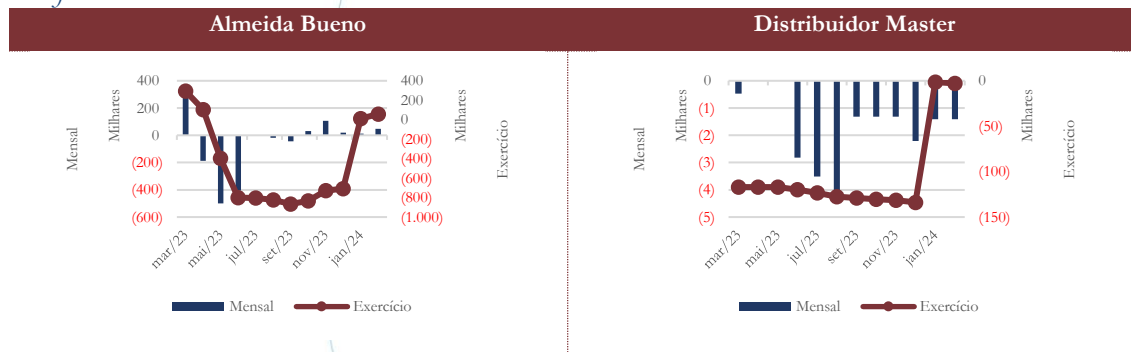 Almeida Bueno
Distribuidor Master
Mensal
Milhares
400
200
0
(200)
(400)
(600)
400
200
0
(200)
(400)
(600)
(800)
(1.000)
Milhares
Exercício
mar/23
mai/23
jul/23
set/23
nov/23
jan/24
Mensal
Exercício
Mensal
Milhares
0
(1)
(2)
(3)
(4)
(5)
0
(50)
(100)
(150)
Milhares
Exercício
mar/23
mai/23
jul/23
set/23
nov/23
jan/24
Mensal
Exercício